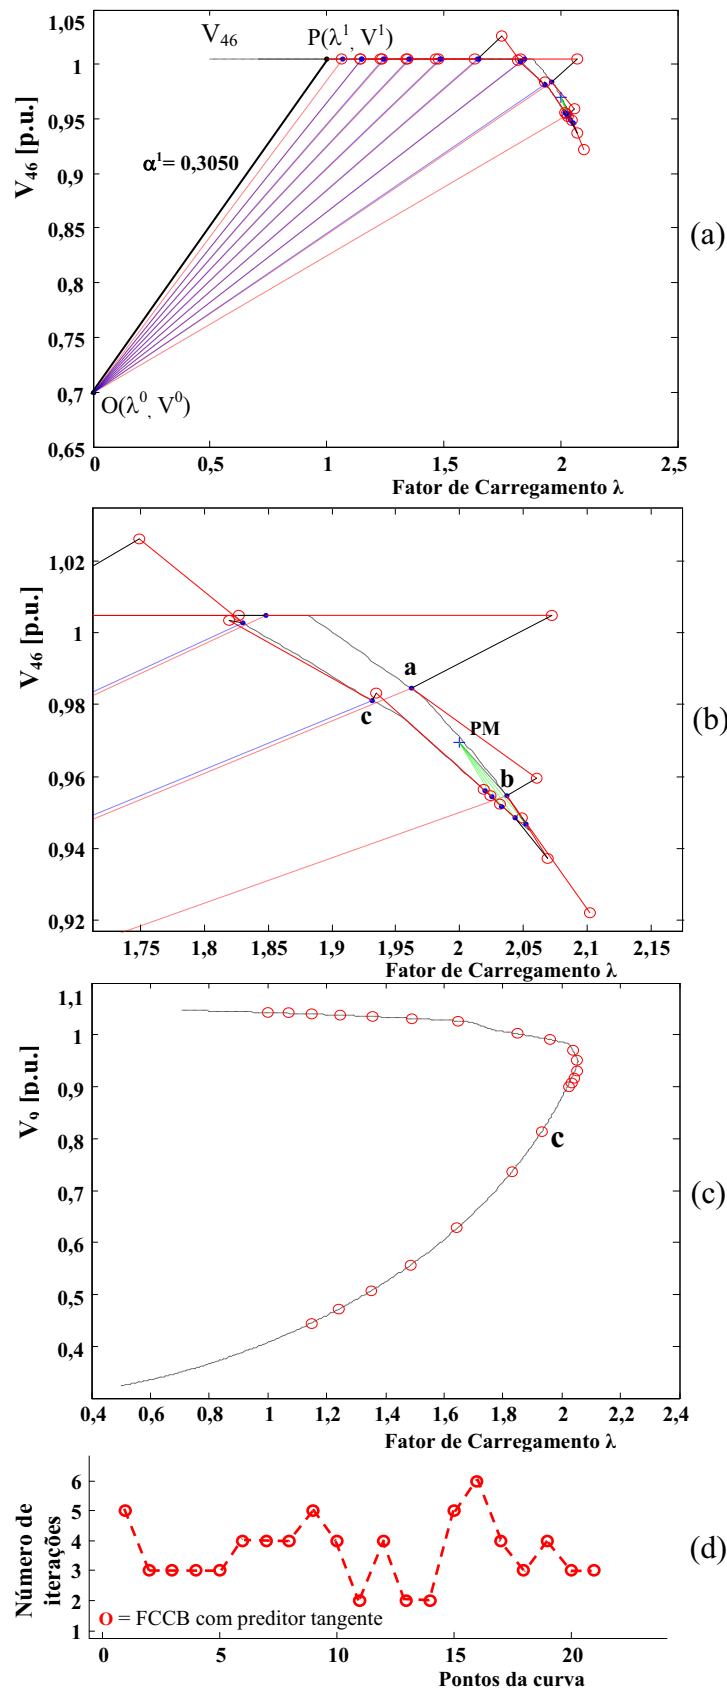 V46
P(λ1, V1)
1
0,95
0,9
0,85
0,8
0,75
0,7
0,65
V46 [p.u.]
α1= 0,3050
O(λ0, V0)
(a)
0 0,5 1 1,5 2 2,5
Fator de Carregamento λ
1,02
1
0,98
0,96
0,94
0,92
V46 [p.u.]
a
c
PM
b
(b)
1,75 1,8 1,85 1,9 1,95 2 2,05 2,1 2,15
Fator de Carregamento λ
1,1
1
0,9
0,8
0,7
0,6
0,5
0,4
V9 [p.u.]
c
(c)
0,4 0,6 0,8 1 1,2 1,4 1,6 1,8 2 2,2 2,4
Fator de Carregamento λ
6
5
4
3
2
1
Número de
iterações
O = FCCB com preditor tangente
(d)
0 5 10 15 20
Pontos da curva